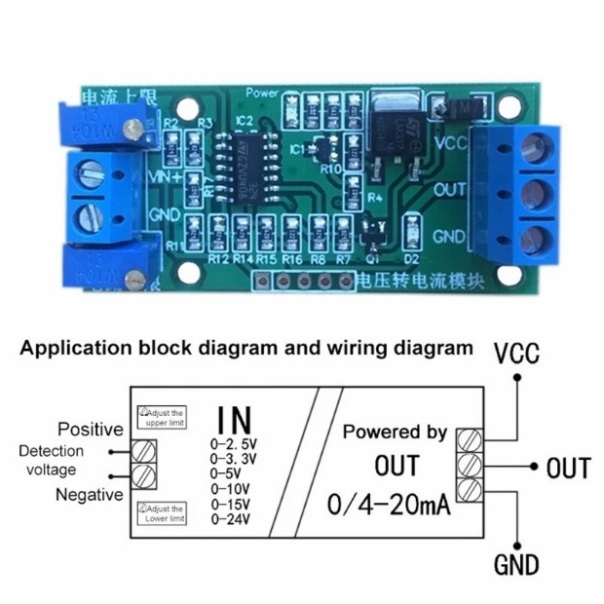 电流上限
Power
W104
R2
R3
IC2
IC1
VCC
VIN+
R17
R10
OUT
GND
R4
GND
R1
R12
R14
R15
R16
R8
R7
Q1
D2
电压转电流模块
Application block diagram and wiring diagram
VCC
Adjust the
upper limit
IN
Positive
Powered by
Detection
voltage
0-2.5V
0-3.3V
0-5V
0-10V
0-15V
0-24V
OUT
OUT
Negative
0/4-20mA
Adjust the
Lower limit
GND